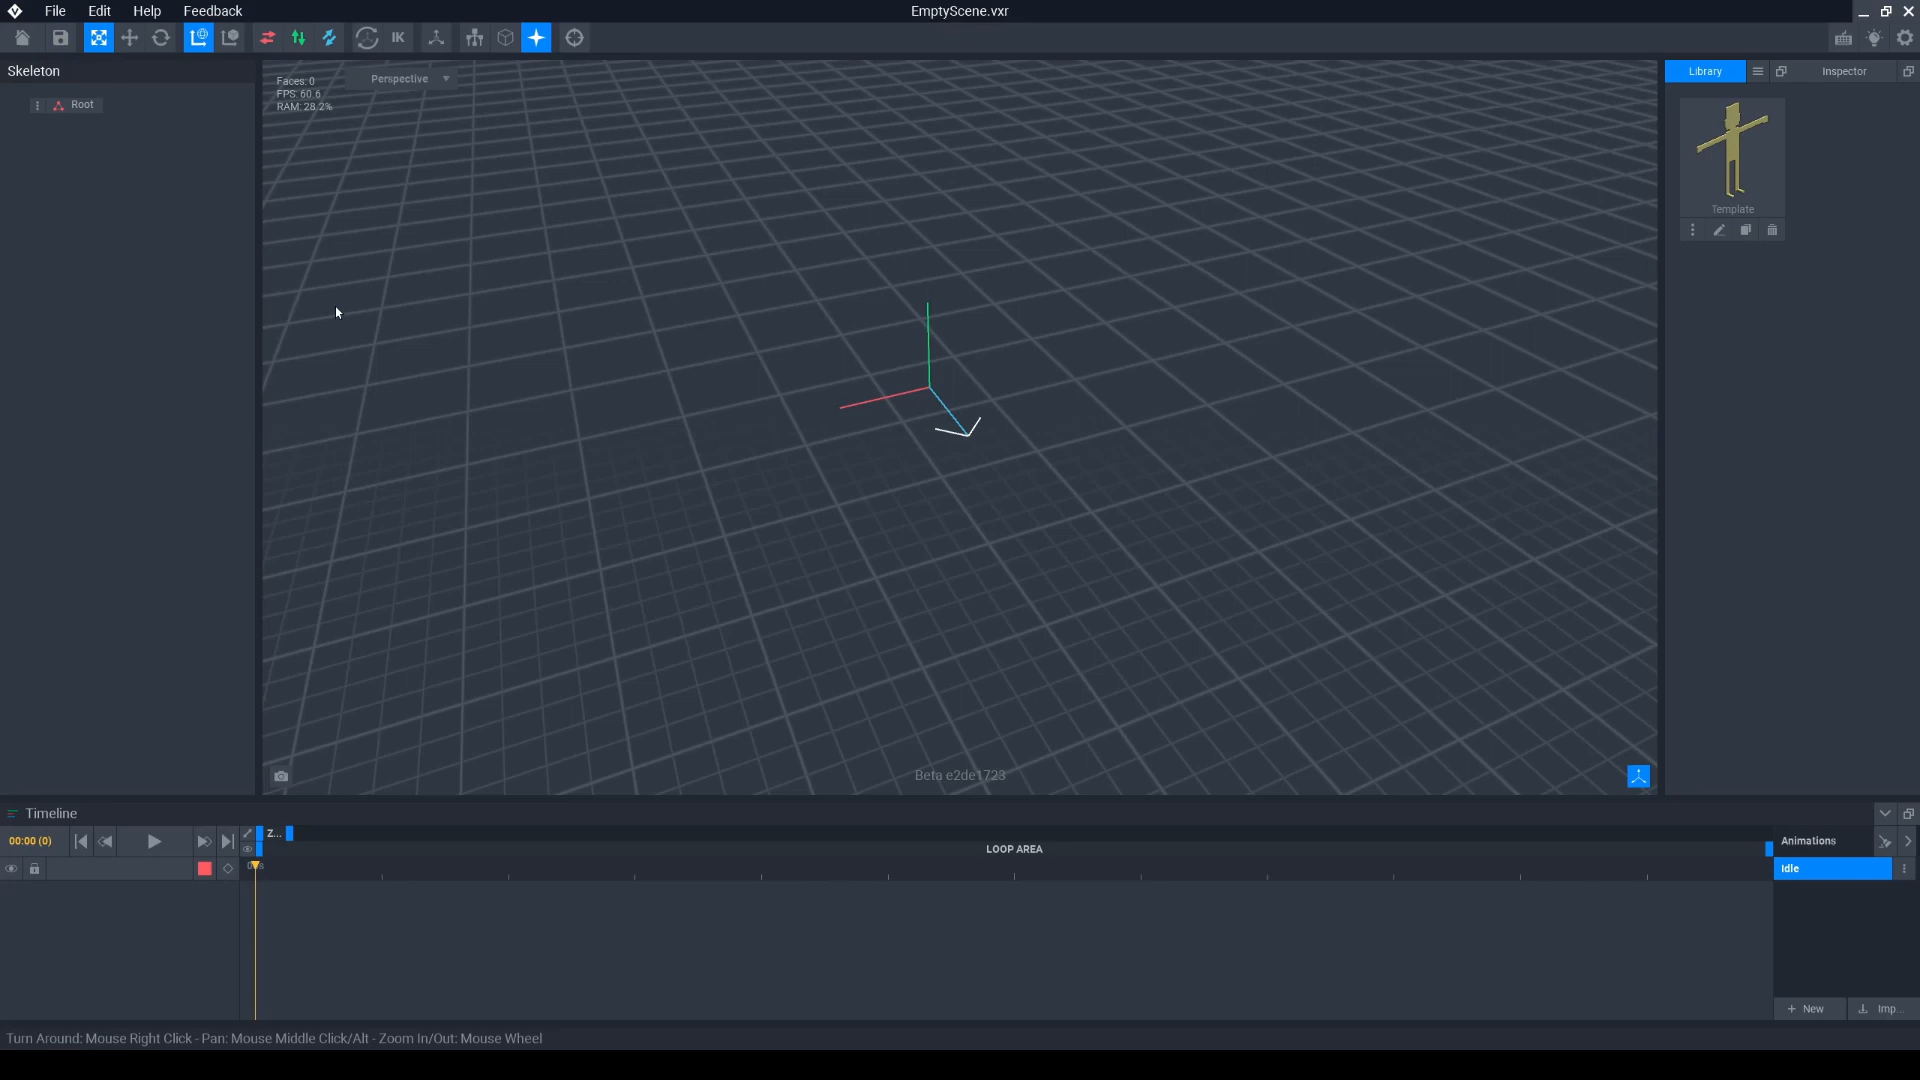 File Edit Help Feedback EmptyScene.vxr
IK
Skeleton
Library Inspector
Faces: 0
FPS: 60.6
RAM: 28.2%
Perspective
Root
Template
Beta e2de1723
Timeline
00:00 (0)
Z...
LOOP AREA
Animations
Idle
New Imp...
Turn Around: Mouse Right Click - Pan: Mouse Middle Click/Alt - Zoom In/Out: Mouse Wheel